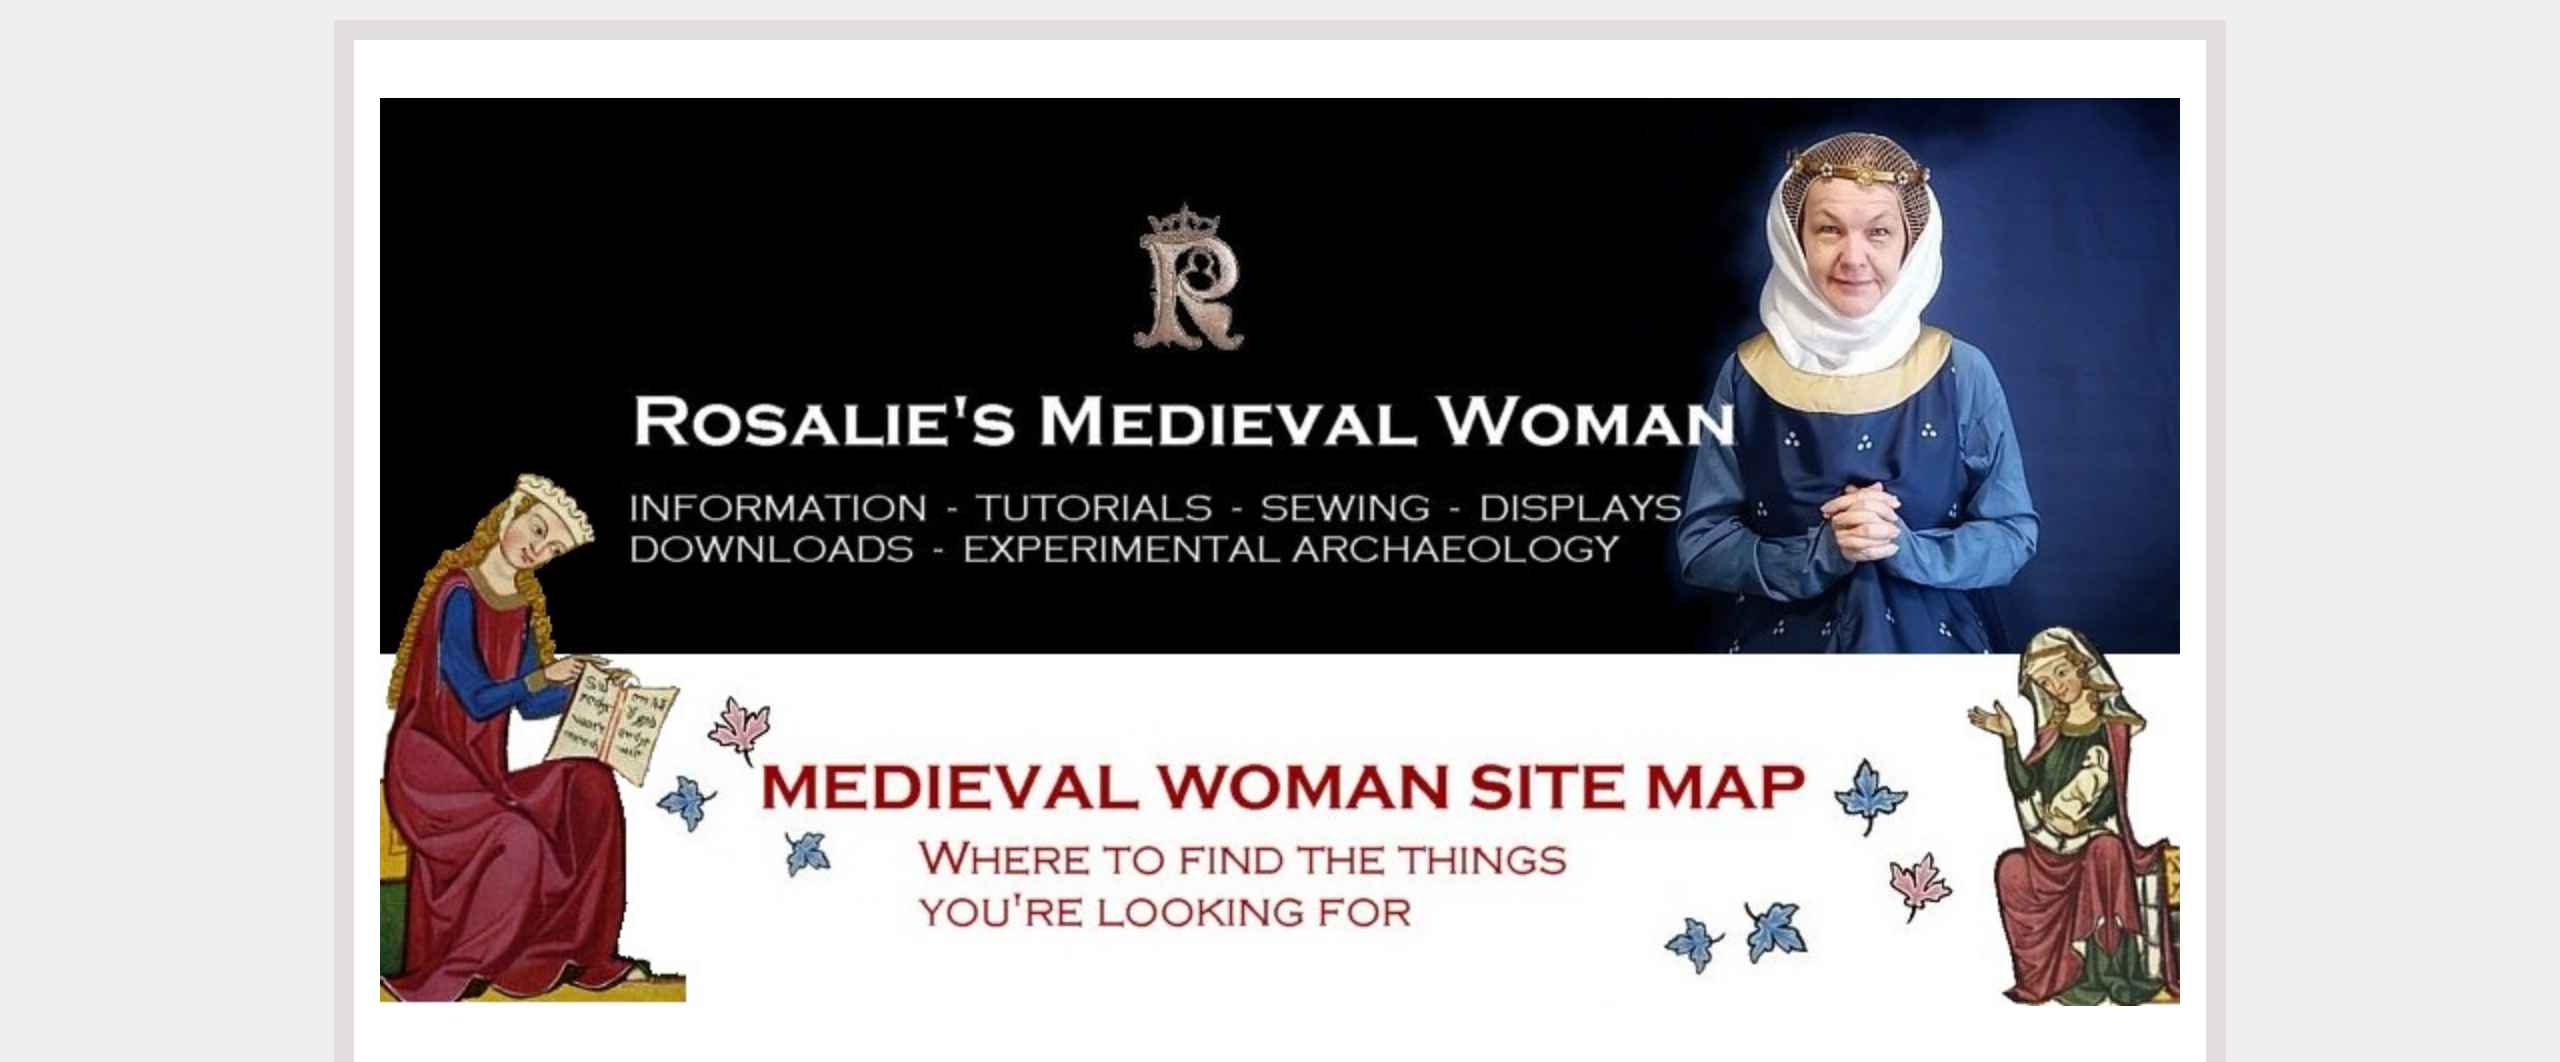 R
ROSALIE'S MEDIEVAL WOMAN
INFORMATION - TUTORIALS - SEWING - DISPLAYS
DOWNLOADS - EXPERIMENTAL ARCHAEOLOGY
MEDIEVAL WOMAN SITE MAP
WHERE TO FIND THE THINGS
YOU'RE LOOKING FOR